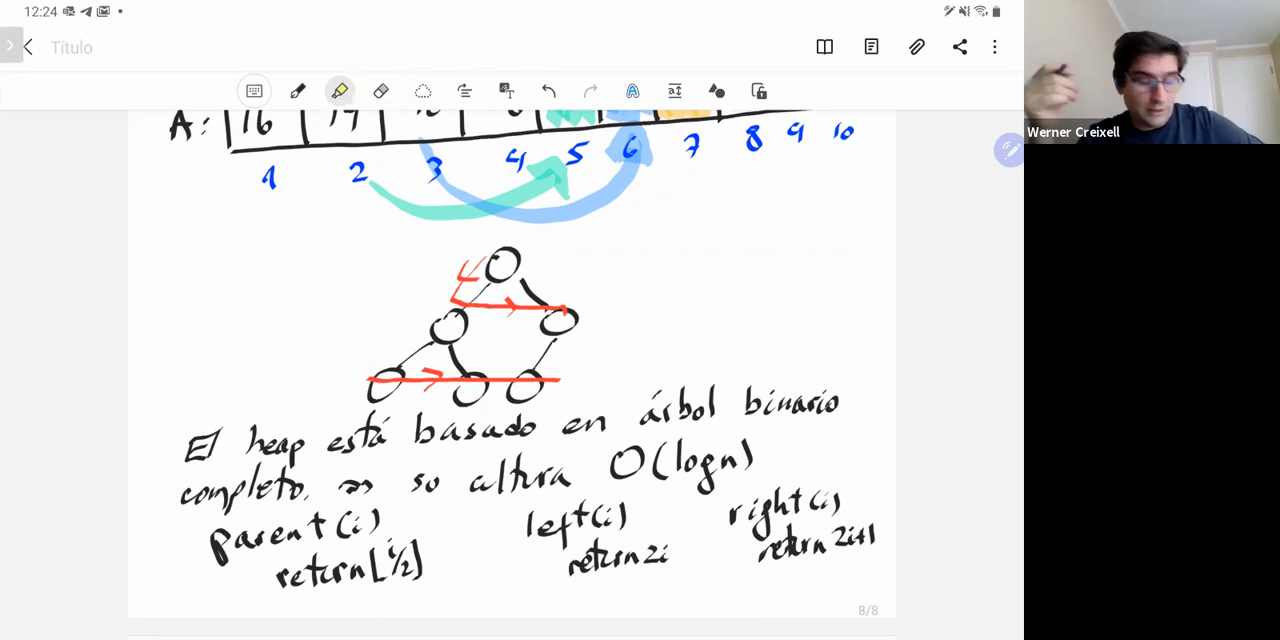 12:24
Título
A: 16 14
1 2 3 4 5 6 7 8 9 10
El heap está basado en árbol binario
completo. ⇒ su altura O(log n)
parent(i) left(i) right(i)
return [i/2] return 2i return 2i+1
8/8
Werner Creixell